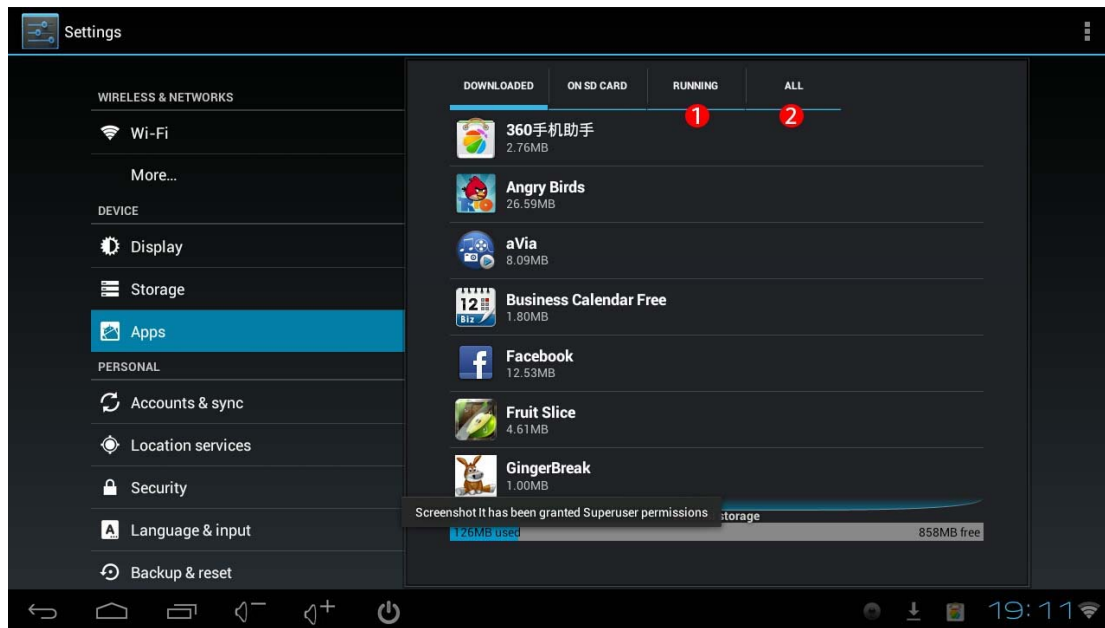 Settings
WIRELESS & NETWORKS
Wi-Fi
More...
DEVICE
Display
Storage
Apps
PERSONAL
Accounts & sync
Location services
Security
Language & input
Backup & reset
DOWNLOADED ON SD CARD RUNNING ALL
1 2
360手机助手
2.76MB
Angry Birds
26.59MB
aVia
8.09MB
12
Biz
Business Calendar Free
1.80MB
Facebook
12.53MB
Fruit Slice
4.61MB
GingerBreak
1.00MB
Screenshot It has been granted Superuser permissions
storage
126MB used 858MB free
19:11